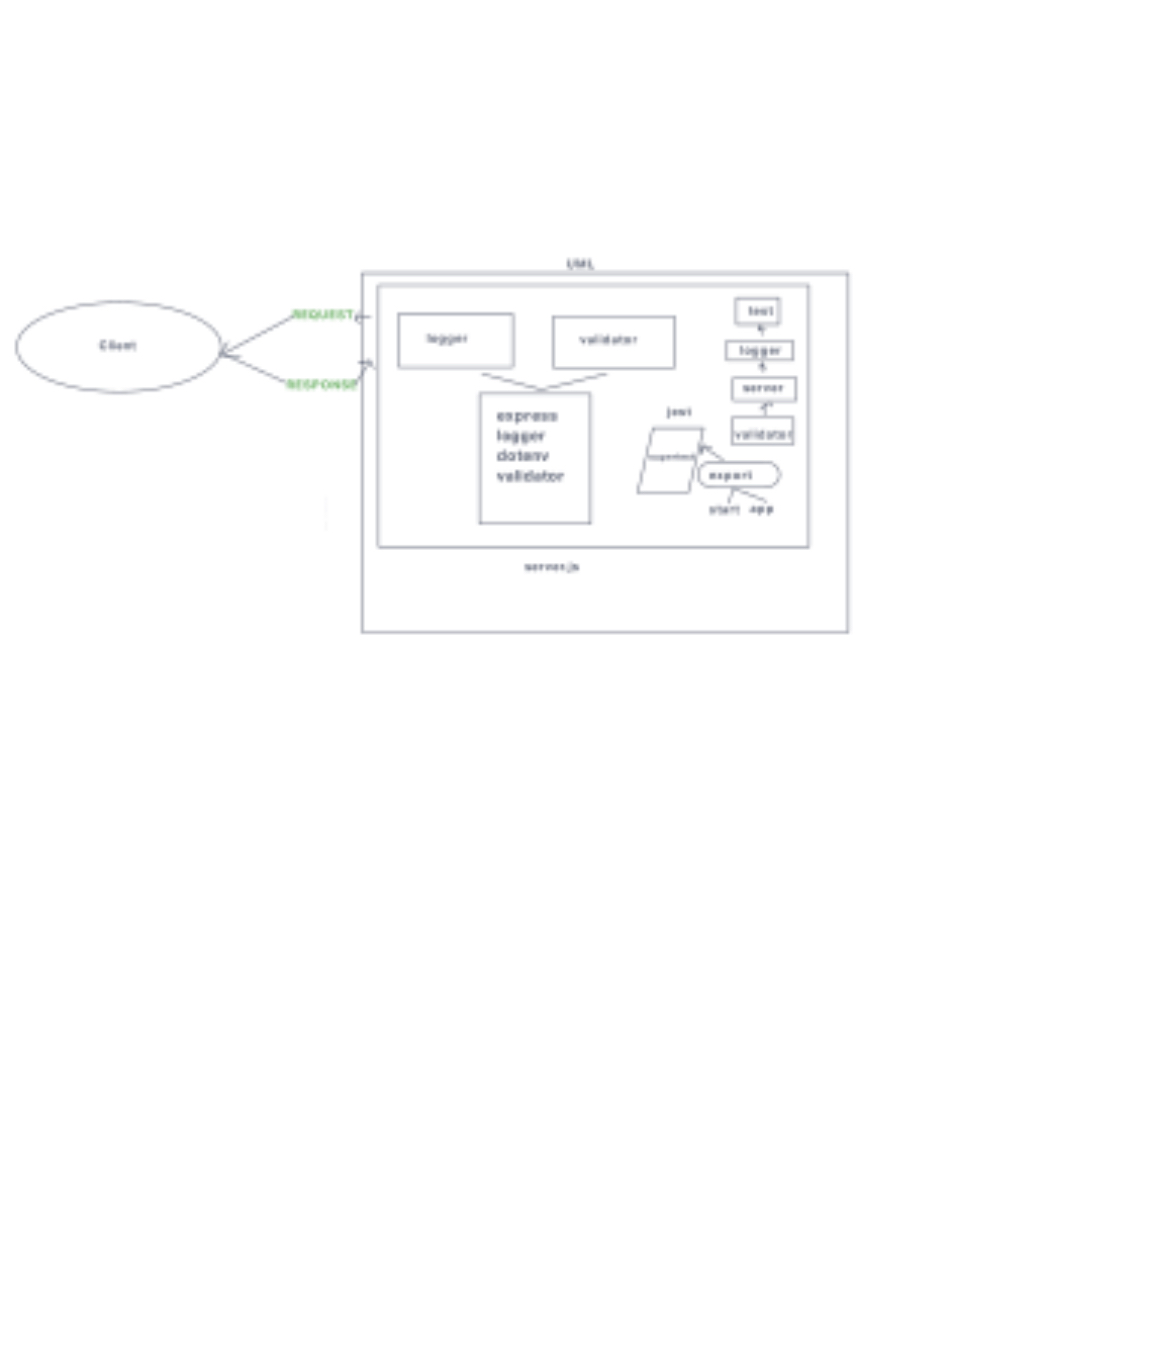 UML
Client
REQUEST
RESPONSE
logger
validator
express
logger
dotenv
validator
test
logger
server
validator
jest
supertest
export
start app
server.js